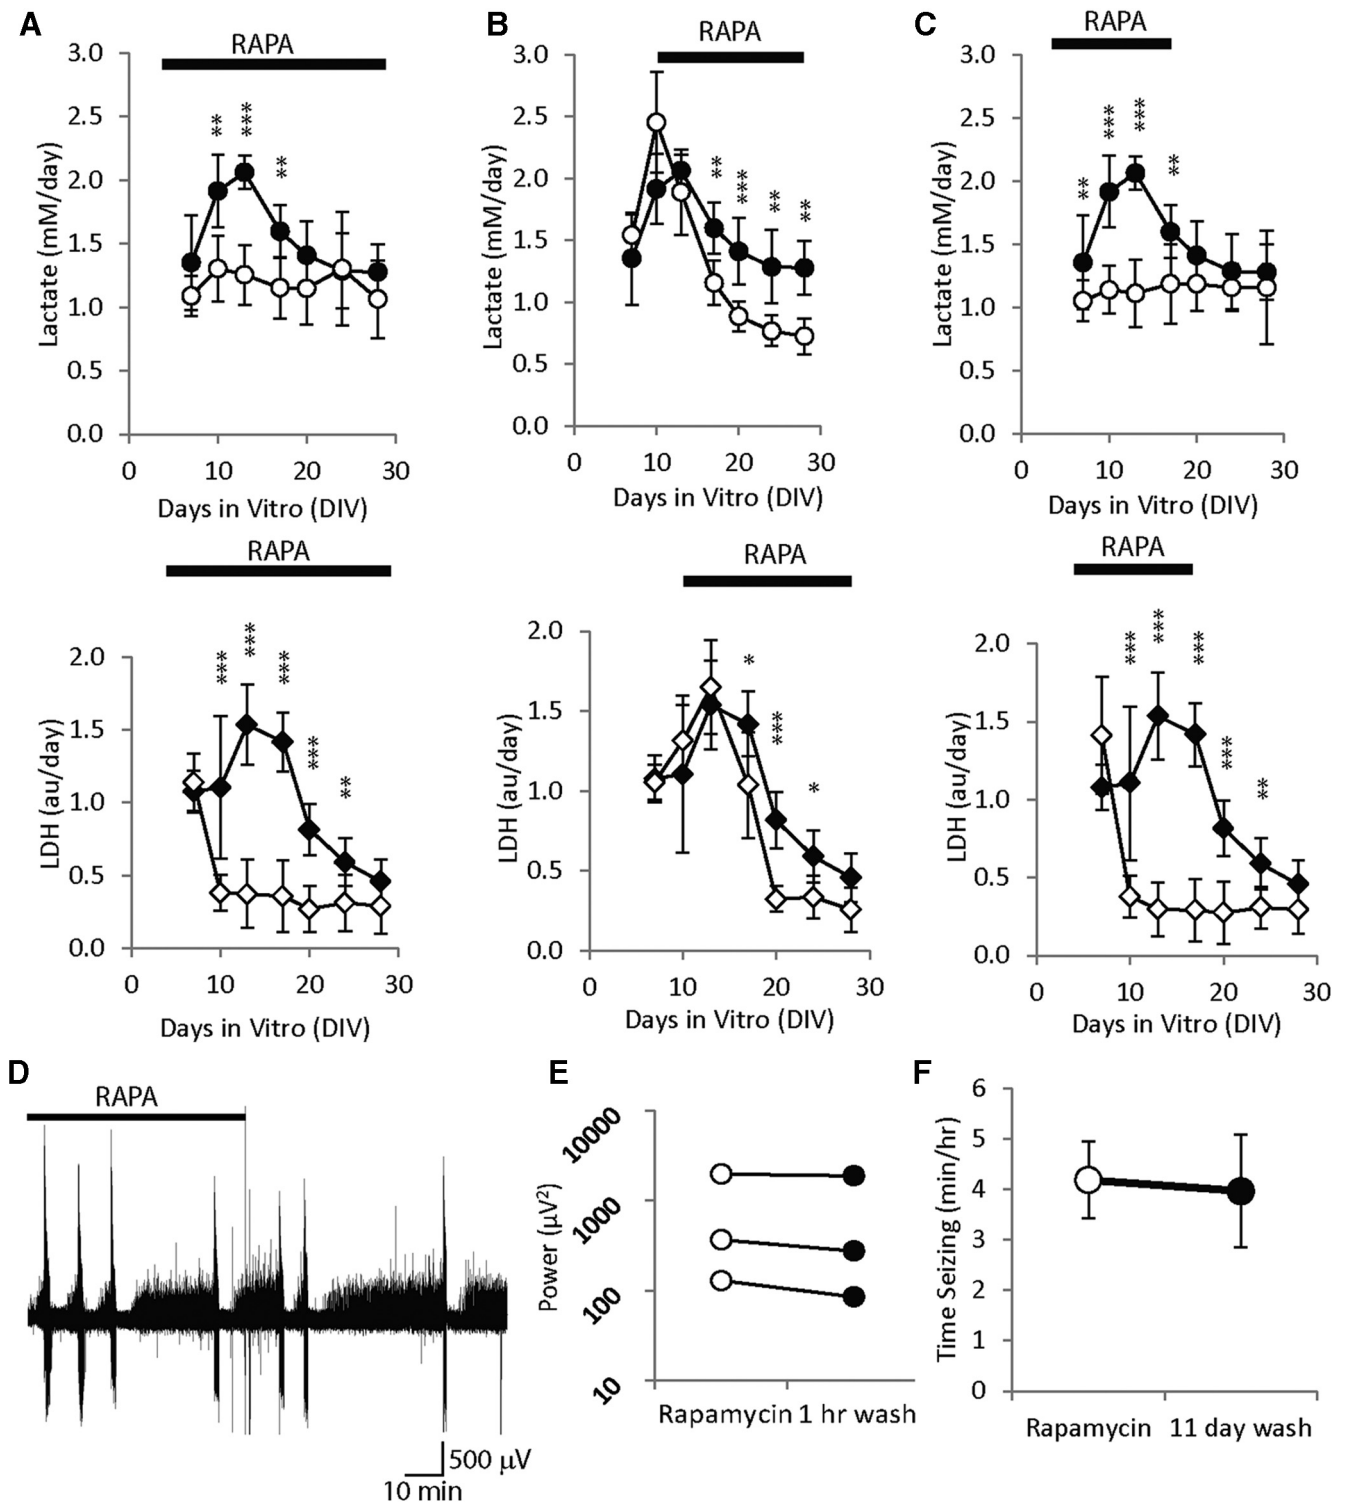 A
RAPA
3.0
2.5
2.0
1.5
1.0
0.5
0.0
Lactate (mM/day)
**
***
**
0 10 20 30
Days in Vitro (DIV)
B
RAPA
3.0
2.5
2.0
1.5
1.0
0.5
0.0
Lactate (mM/day)
**
***
**
**
0 10 20 30
Days in Vitro (DIV)
C
RAPA
3.0
2.5
2.0
1.5
1.0
0.5
0.0
Lactate (mM/day)
**
***
***
**
0 10 20 30
Days in Vitro (DIV)
RAPA
2.0
1.5
1.0
0.5
0.0
LDH (au/day)
***
***
***
***
**
0 10 20 30
Days in Vitro (DIV)
RAPA
2.0
1.5
1.0
0.5
0.0
LDH (au/day)
*
***
*
0 10 20 30
Days in Vitro (DIV)
RAPA
2.0
1.5
1.0
0.5
0.0
LDH (au/day)
***
***
***
***
**
0 10 20 30
Days in Vitro (DIV)
D
RAPA
500 µV
10 min
E
10000
1000
100
10
Power (µV²)
Rapamycin 1 hr wash
F
6
5
4
3
2
1
0
Time Seizing (min/hr)
Rapamycin 11 day wash